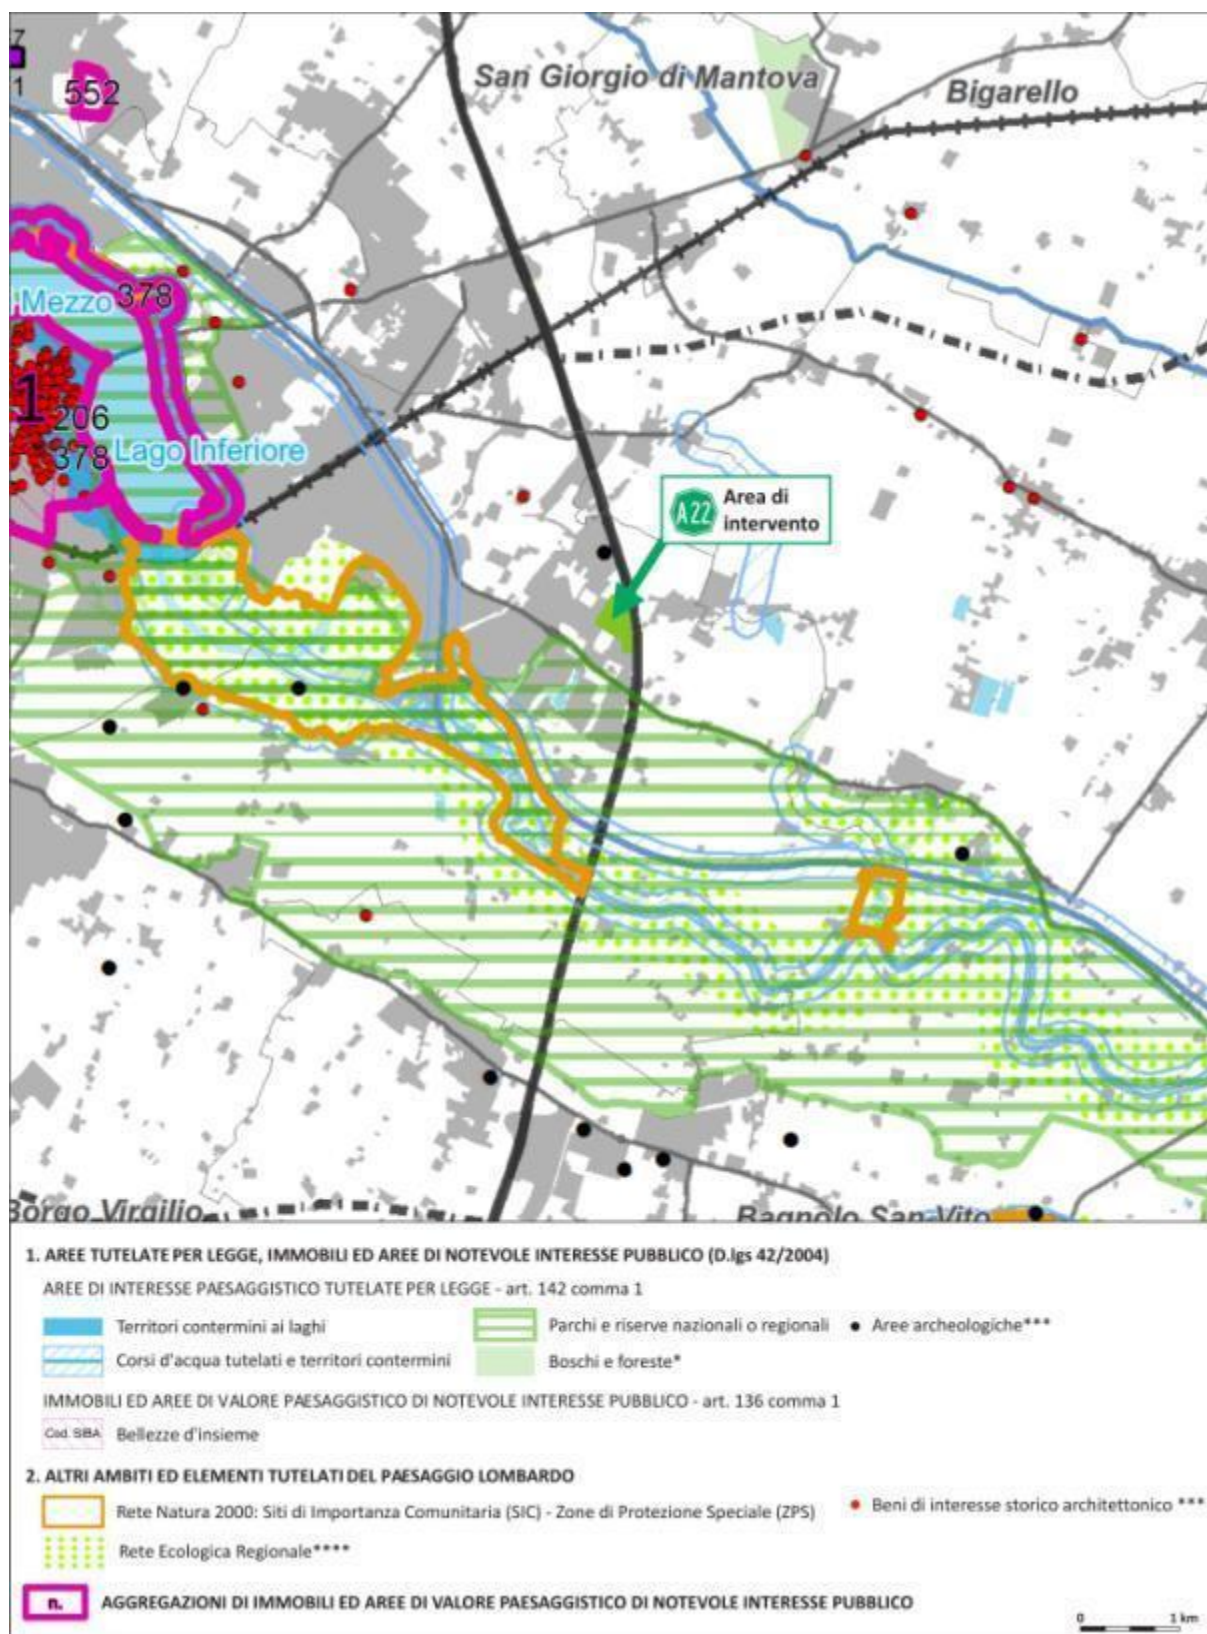 San Giorgio di Mantova
Bigarello
Z
1
552
Mezzo
378
1
206
378
Lago Inferiore
A22
Area di
intervento
Borgo Virgilio
Bagnolo San Vito
1. AREE TUTELATE PER LEGGE, IMMOBILI ED AREE DI NOTEVOLE INTERESSE PUBBLICO (D.lgs 42/2004)
AREE DI INTERESSE PAESAGGISTICO TUTELATE PER LEGGE - art. 142 comma 1
Territori contermini ai laghi
Parchi e riserve nazionali o regionali
Aree archeologiche***
Corsi d'acqua tutelati e territori contermini
Boschi e foreste*
IMMOBILI ED AREE DI VALORE PAESAGGISTICO DI NOTEVOLE INTERESSE PUBBLICO - art. 136 comma 1
Cod. SIBA
Bellezze d'insieme
2. ALTRI AMBITI ED ELEMENTI TUTELATI DEL PAESAGGIO LOMBARDO
Rete Natura 2000: Siti di Importanza Comunitaria (SIC) - Zone di Protezione Speciale (ZPS)
Beni di interesse storico architettonico ***
Rete Ecologica Regionale****
n.
AGGREGAZIONI DI IMMOBILI ED AREE DI VALORE PAESAGGISTICO DI NOTEVOLE INTERESSE PUBBLICO
0 1 km